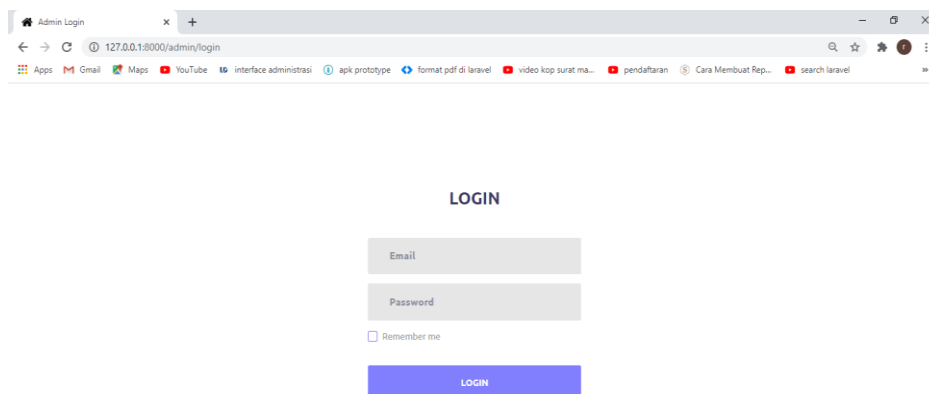 Admin Login
127.0.0.1:8000/admin/login
Apps Gmail Maps YouTube interface administrasi apk prototype format pdf di laravel video kop surat ma... pendaftaran Cara Membuat Rep... search laravel »
LOGIN
Email
Password
Remember me
LOGIN